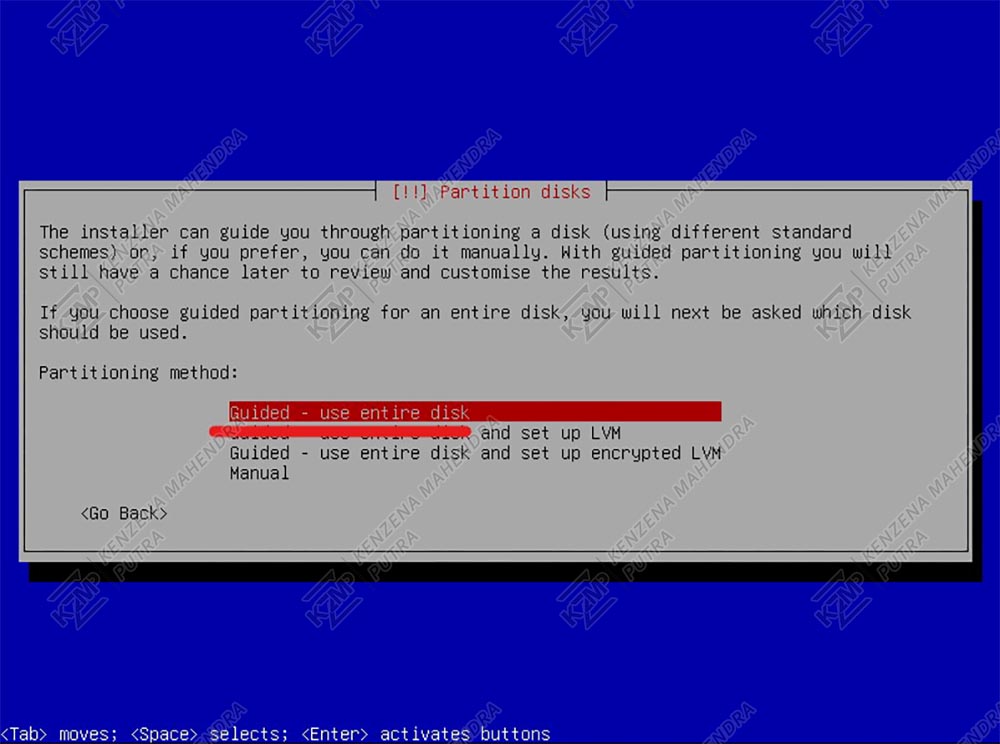 [!!] Partition disks
The installer can guide you through partitioning a disk (using different standard
schemes) or, if you prefer, you can do it manually. With guided partitioning you will
still have a chance later to review and customise the results.
If you choose guided partitioning for an entire disk, you will next be asked which disk
should be used.
Partitioning method:
Guided - use entire disk
Guided - use entire disk and set up LVM
Guided - use entire disk and set up encrypted LVM
Manual
<Go Back>
<Tab> moves; <Space> selects; <Enter> activates buttons
KZMP KENZENA MAHENDRA PUTRA